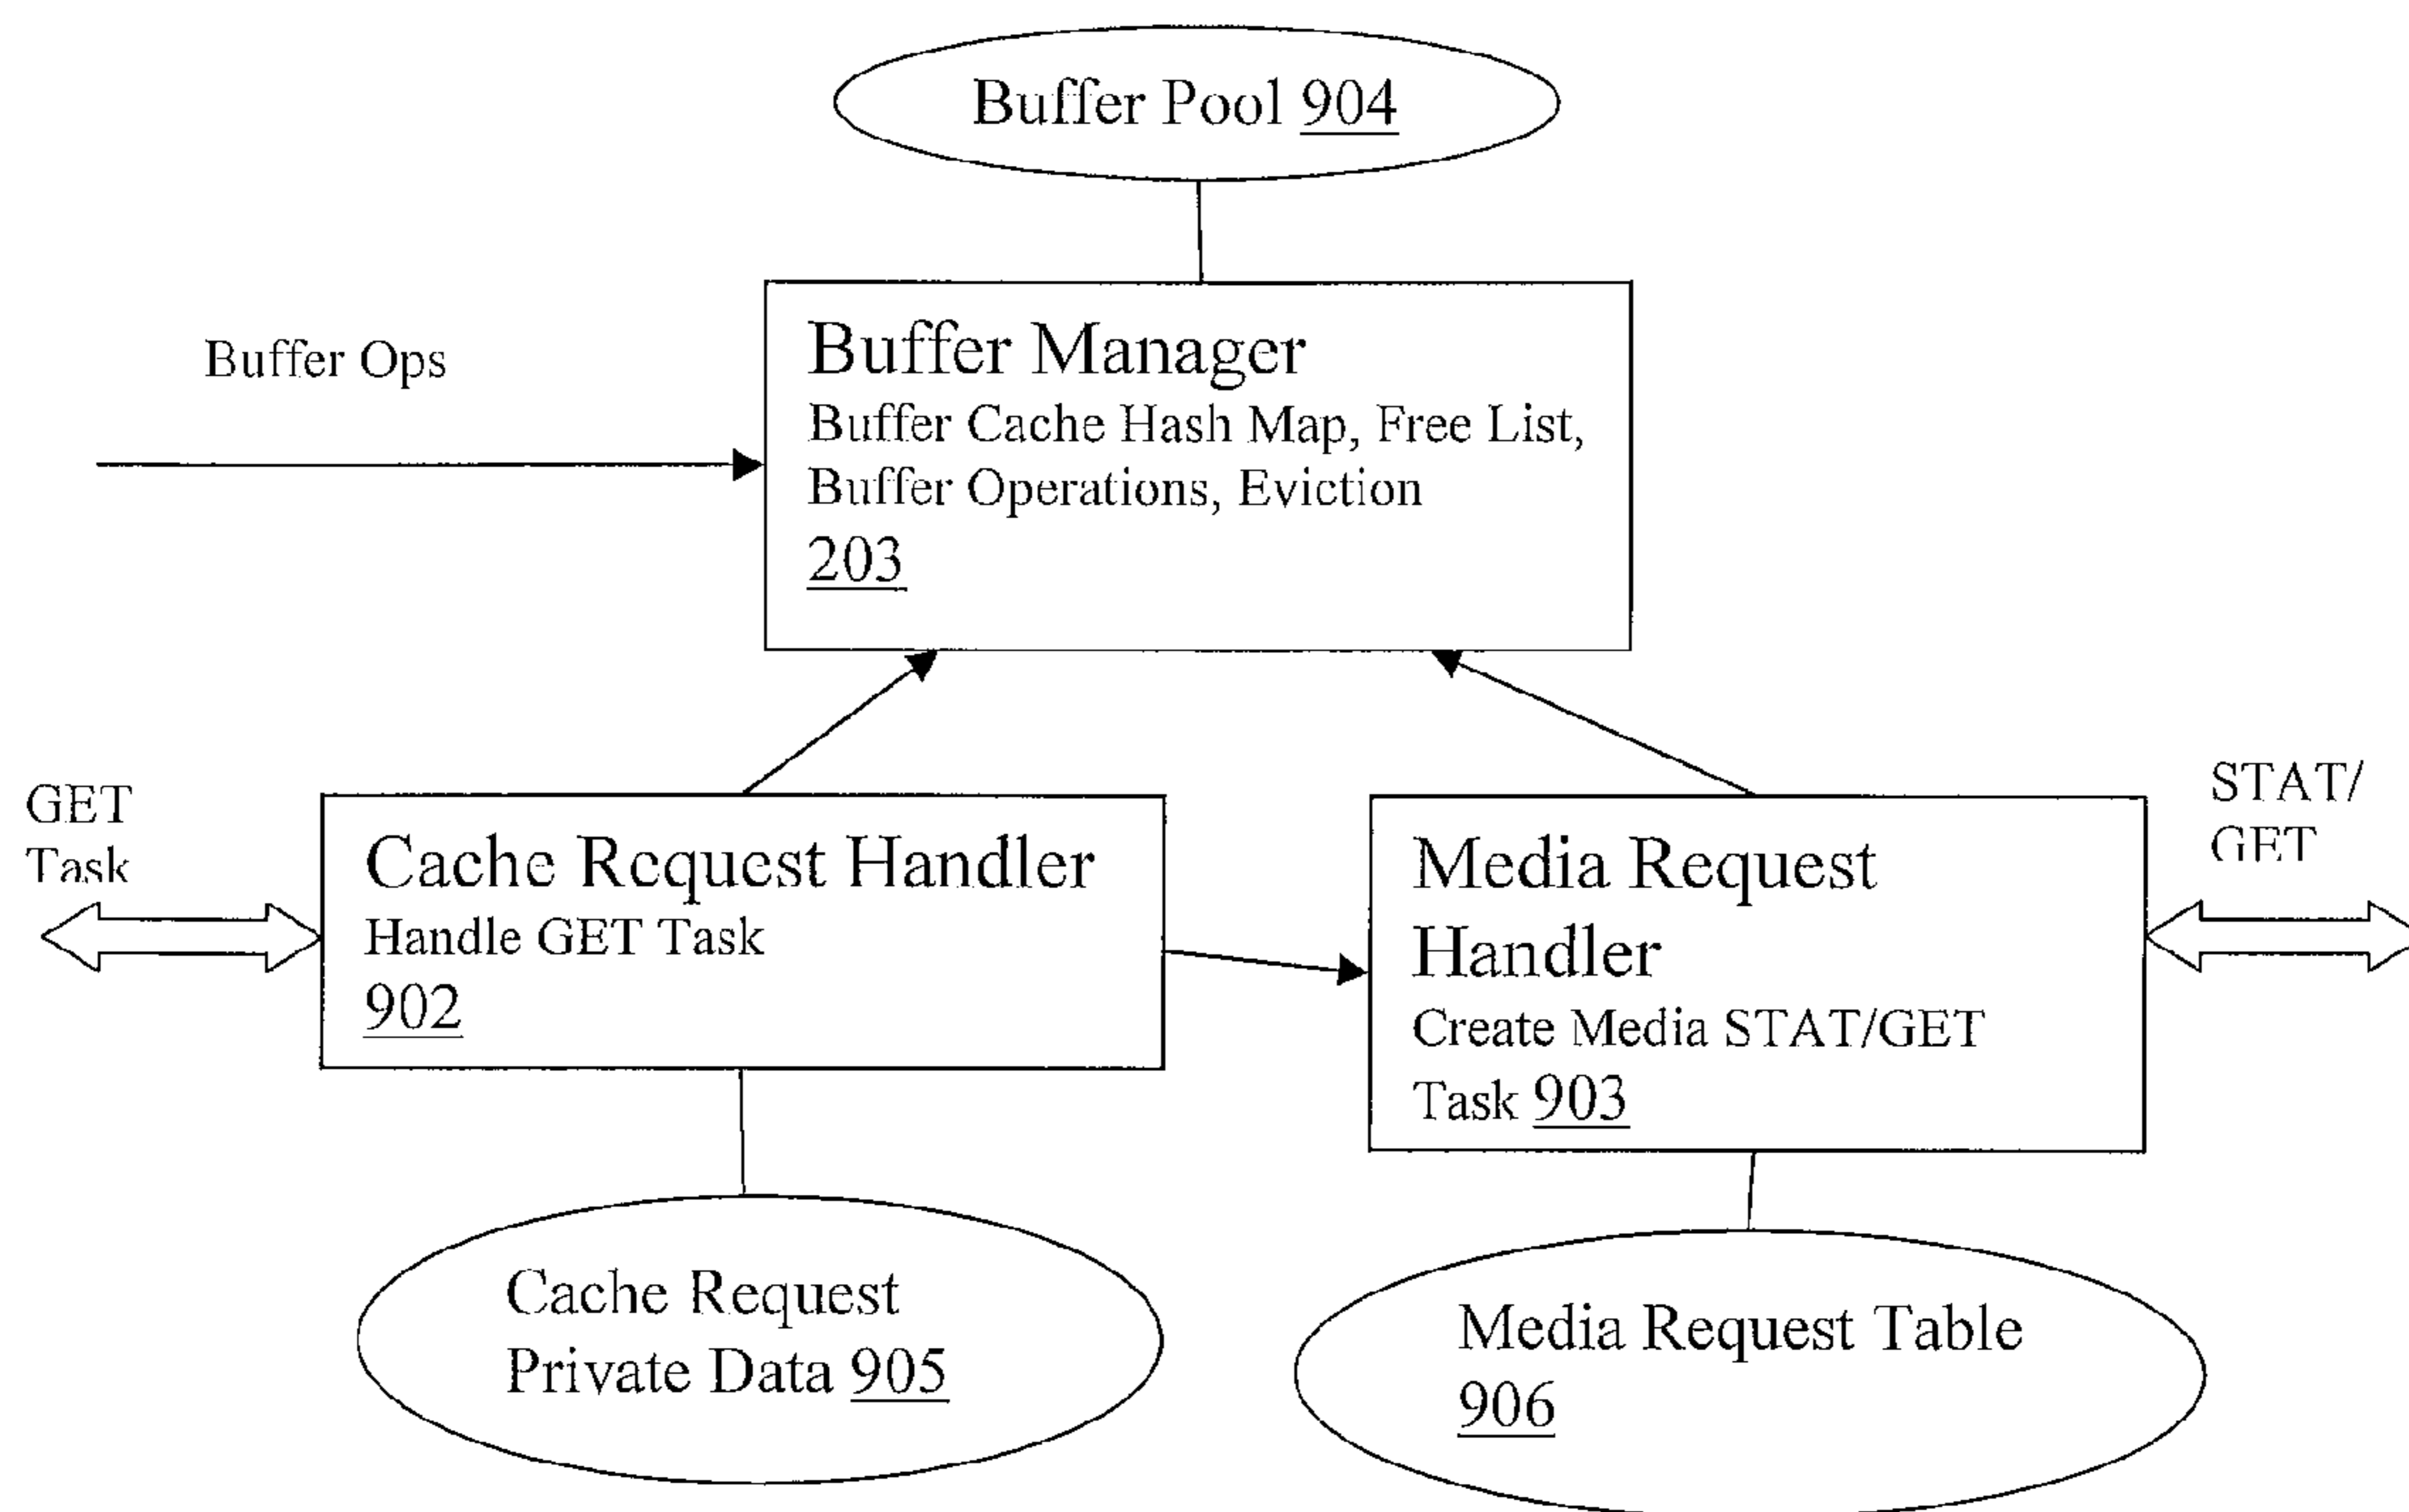 Buffer Pool 904
Buffer Ops
Buffer Manager
Buffer Cache Hash Map, Free List,
Buffer Operations, Eviction
203
GET
Task
Cache Request Handler
Handle GET Task
902
Media Request
Handler
Create Media STAT/GET
Task 903
STAT/
GET
Cache Request
Private Data 905
Media Request Table
906